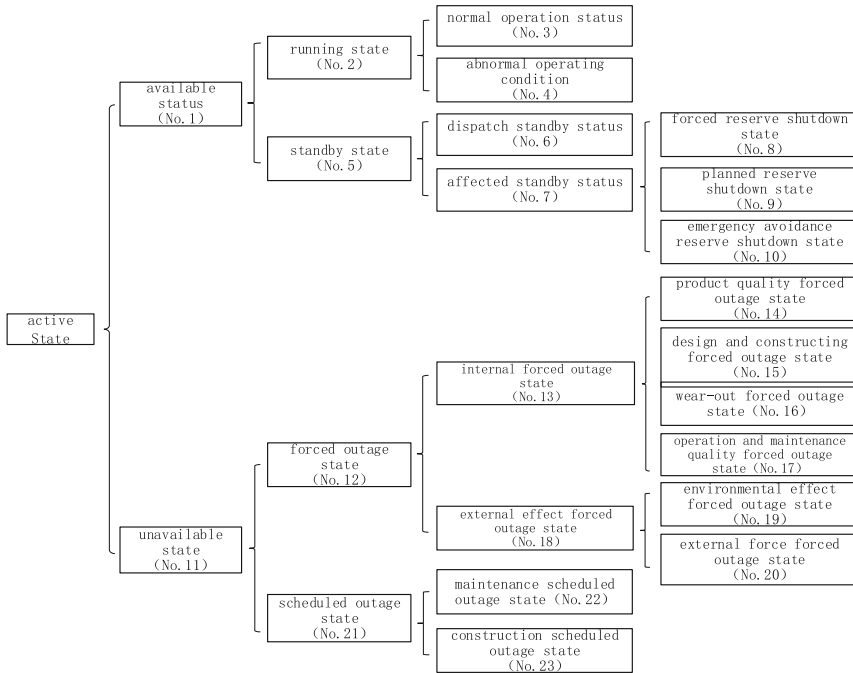 active
State
available
status
(No.1)
unavailable
state
(No.11)
running state
(No.2)
standby state
(No.5)
forced outage
state
(No.12)
scheduled outage
state
(No.21)
normal operation status
(No.3)
abnormal operating
condition
(No.4)
dispatch standby status
(No.6)
affected standby status
(No.7)
internal forced outage
state
(No.13)
external effect forced
outage state
(No.18)
maintenance scheduled
outage state (No.22)
construction scheduled
outage state
(No.23)
forced reserve shutdown
state
(No.8)
planned reserve
shutdown state
(No.9)
emergency avoidance
reserve shutdown state
(No.10)
product quality forced
outage state
(No.14)
design and constructing
forced outage state
(No.15)
wear-out forced outage
state (No.16)
operation and maintenance
quality forced outage
state (No.17)
environmental effect
forced outage state
(No.19)
external force forced
outage state
(No.20)